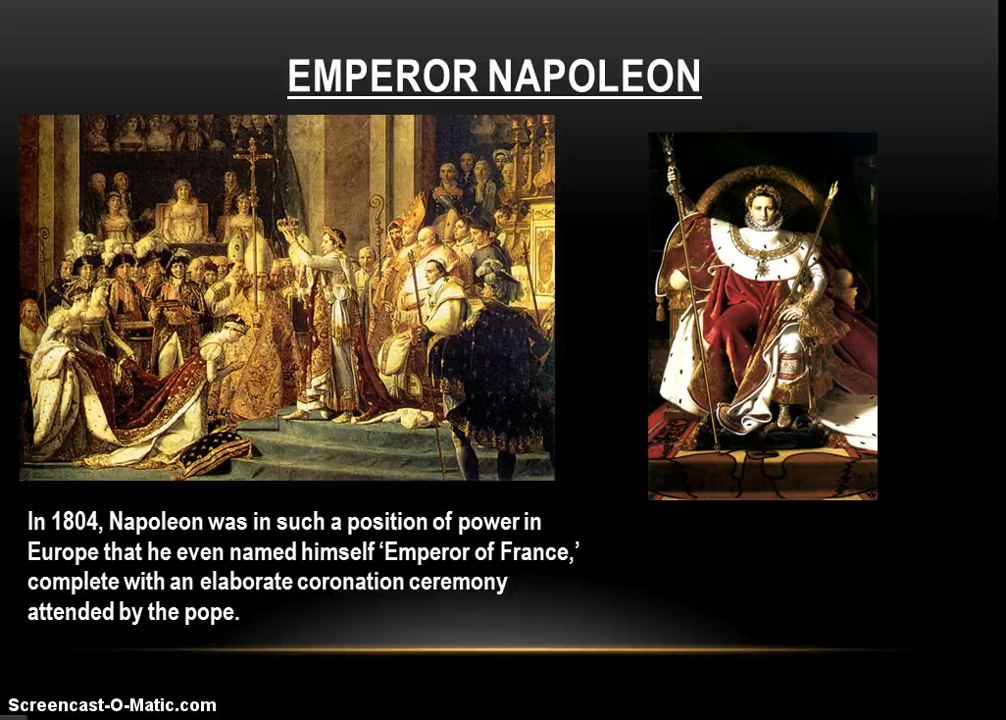 EMPEROR NAPOLEON
In 1804, Napoleon was in such a position of power in
Europe that he even named himself ‘Emperor of France,’
complete with an elaborate coronation ceremony
attended by the pope.
Screencast-O-Matic.com